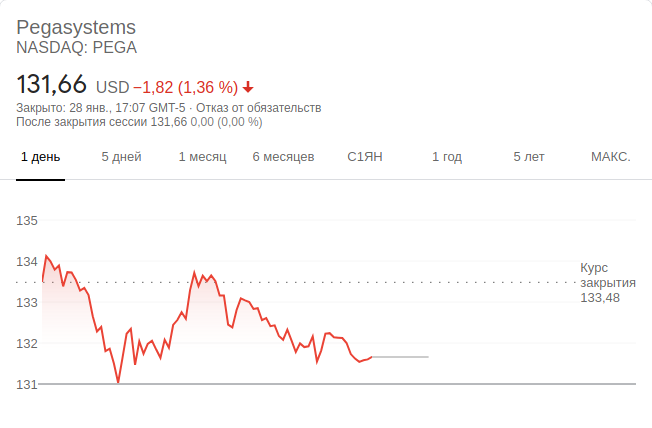 Pegasystems
NASDAQ: PEGA
131,66 USD −1,82 (1,36 %)
Закрыто: 28 янв., 17:07 GMT-5 · Отказ от обязательств
После закрытия сессии 131,66 0,00 (0,00 %)
1 день 5 дней 1 месяц 6 месяцев С1ЯН 1 год 5 лет МАКС.
135
134
Курс
закрытия
133,48
133
132
131